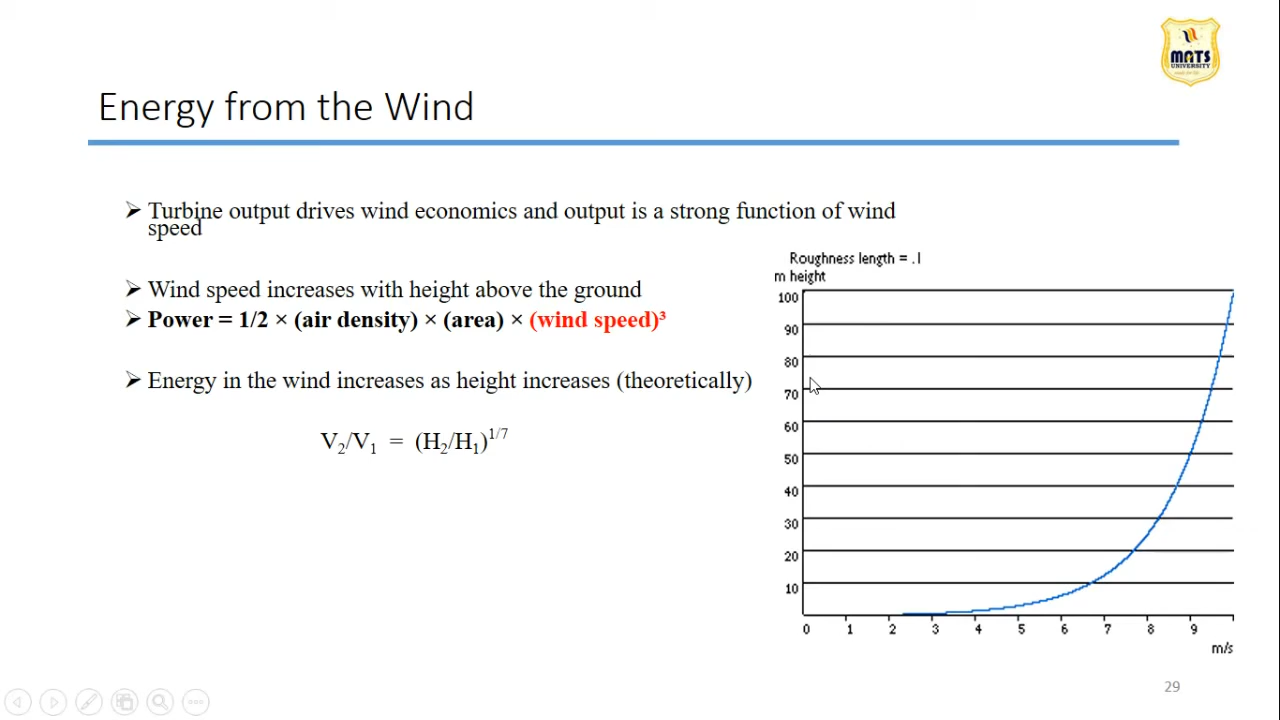 MATS
UNIVERSITY
Energy from the Wind
➢ Turbine output drives wind economics and output is a strong function of wind
speed
➢ Wind speed increases with height above the ground
➢ Power = 1/2 × (air density) × (area) × (wind speed)³
➢ Energy in the wind increases as height increases (theoretically)
V₂/V₁ = (H₂/H₁)^1/7
Roughness length = .1
m height
100
90
80
70
60
50
40
30
20
10
0 1 2 3 4 5 6 7 8 9
m/s
29